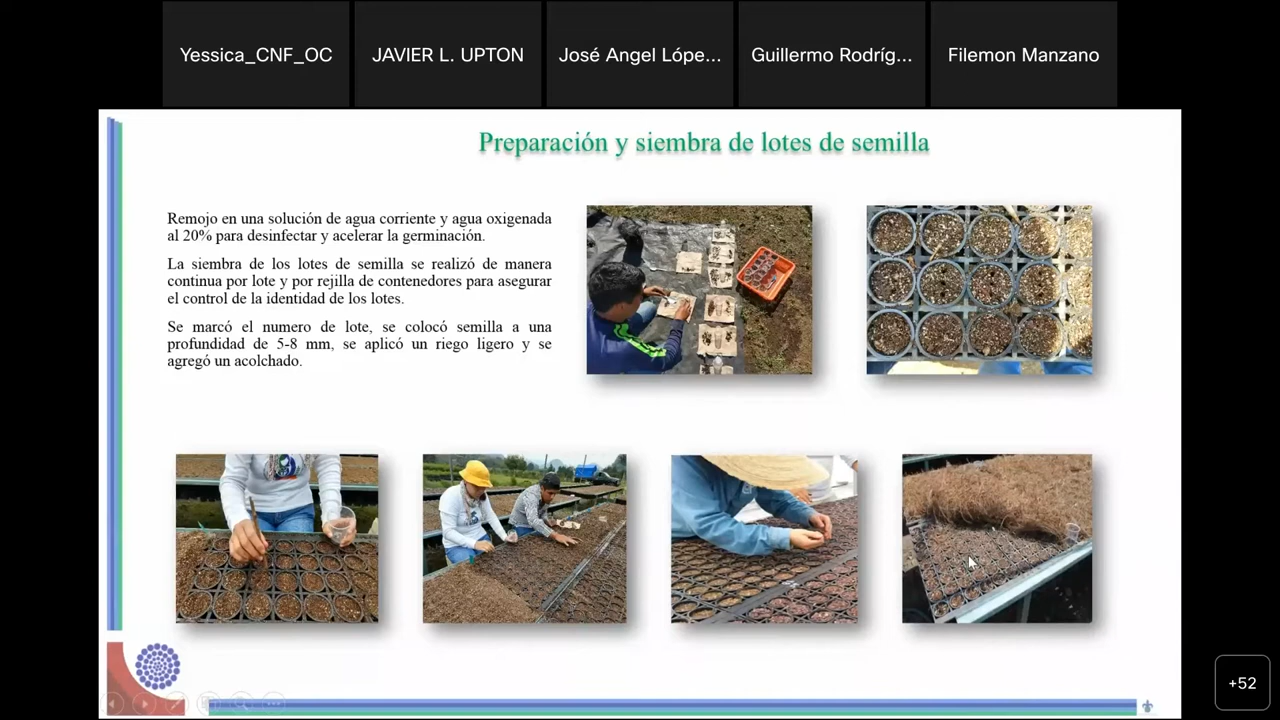 Yessica_CNF_OC
JAVIER L. UPTON
José Angel Lópe...
Guillermo Rodríg...
Filemon Manzano
Preparación y siembra de lotes de semilla
Remojo en una solución de agua corriente y agua oxigenada
al 20% para desinfectar y acelerar la germinación.
La siembra de los lotes de semilla se realizó de manera
continua por lote y por rejilla de contenedores para asegurar
el control de la identidad de los lotes.
Se marcó el numero de lote, se colocó semilla a una
profundidad de 5-8 mm, se aplicó un riego ligero y se
agregó un acolchado.
+52